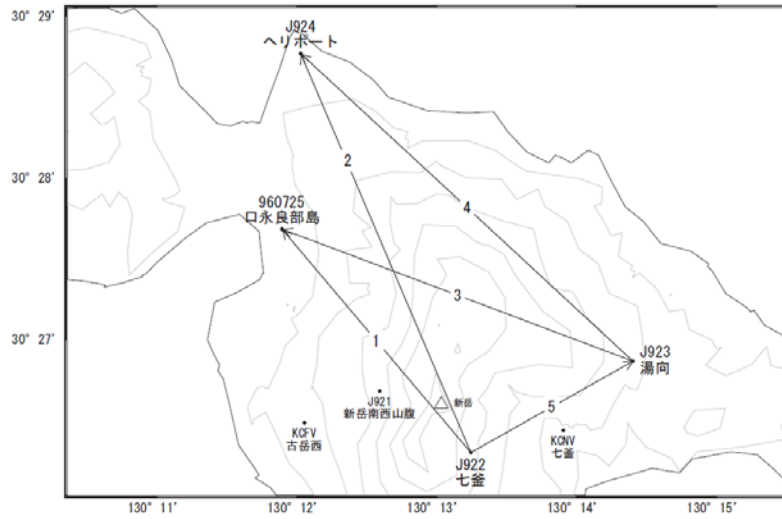 30° 29′
J924
ヘリポート
2
30° 28′
4
960725
口永良部島
3
1
30° 27′
J923
湯向
J921
新岳南西山腹
新岳
5
KCFV
古岳西
KCNV
七釜
J922
七釜
130° 11′
130° 12′
130° 13′
130° 14′
130° 15′